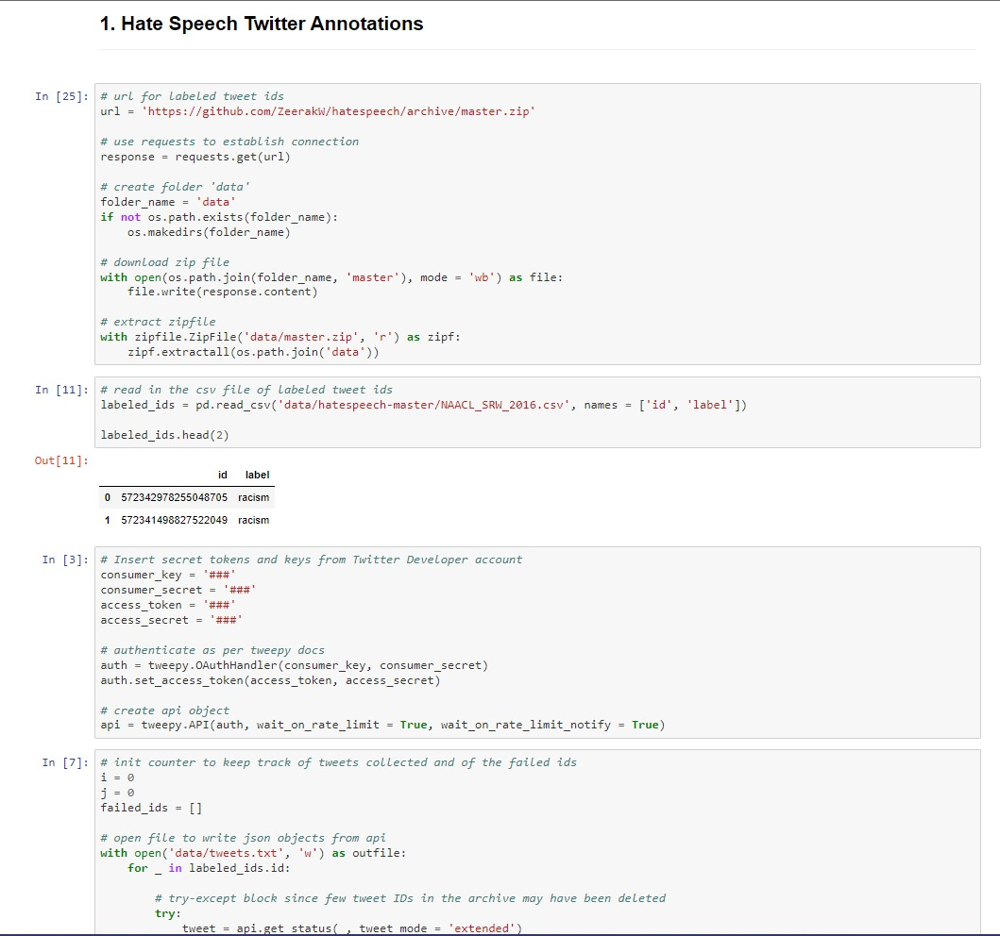 1. Hate Speech Twitter Annotations
In [25]:
# url for labeled tweet ids
url = 'https://github.com/ZeerakW/hatespeech/archive/master.zip'
# use requests to establish connection
response = requests.get(url)
# create folder 'data'
folder_name = 'data'
if not os.path.exists(folder_name):
    os.makedirs(folder_name)
# download zip file
with open(os.path.join(folder_name, 'master'), mode = 'wb') as file:
    file.write(response.content)
# extract zipfile
with zipfile.ZipFile('data/master.zip', 'r') as zipf:
    zipf.extractall(os.path.join('data'))
In [11]:
# read in the csv file of labeled tweet ids
labeled_ids = pd.read_csv('data/hatespeech-master/NAACL_SRW_2016.csv', names = ['id', 'label'])
labeled_ids.head(2)
Out[11]:
id label
0 572342978255048705 racism
1 572341498827522049 racism
In [3]:
# Insert secret tokens and keys from Twitter Developer account
consumer_key = '###'
consumer_secret = '###'
access_token = '###'
access_secret = '###'
# authenticate as per tweepy docs
auth = tweepy.OAuthHandler(consumer_key, consumer_secret)
auth.set_access_token(access_token, access_secret)
# create api object
api = tweepy.API(auth, wait_on_rate_limit = True, wait_on_rate_limit_notify = True)
In [7]:
# init counter to keep track of tweets collected and of the failed ids
i = 0
j = 0
failed_ids = []
# open file to write json objects from api
with open('data/tweets.txt', 'w') as outfile:
    for _ in labeled_ids.id:
        # try-except block since few tweet IDs in the archive may have been deleted
        try:
            tweet = api.get_status(_, tweet_mode = 'extended')